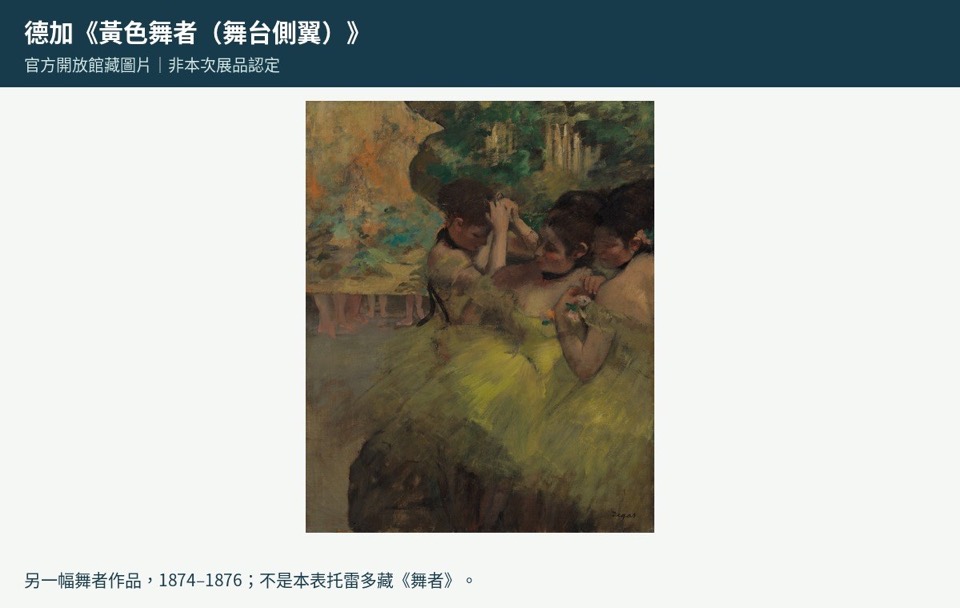 德加《黃色舞者（舞台側翼）》
官方開放館藏圖片｜非本次展品認定
Degas
另一幅舞者作品，1874–1876；不是本表托雷多藏《舞者》。